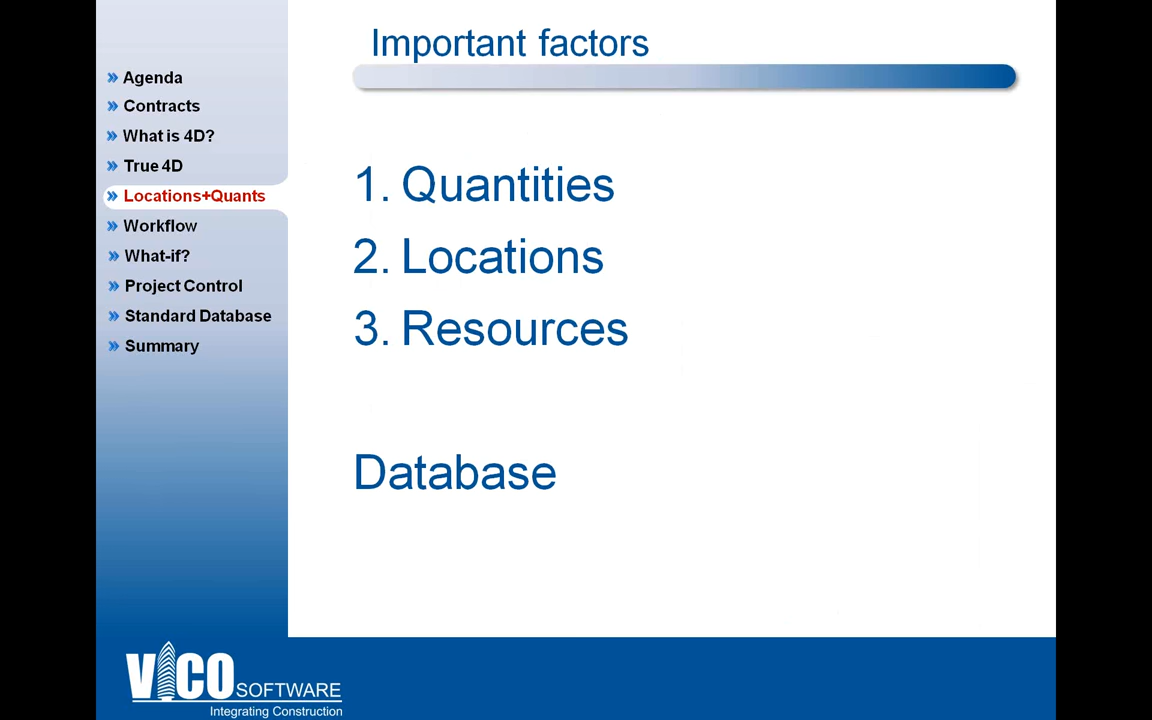 Important factors
» Agenda
» Contracts
» What is 4D?
» True 4D
» Locations+Quants
» Workflow
» What-if?
» Project Control
» Standard Database
» Summary
1. Quantities
2. Locations
3. Resources
Database
VICO SOFTWARE
Integrating Construction